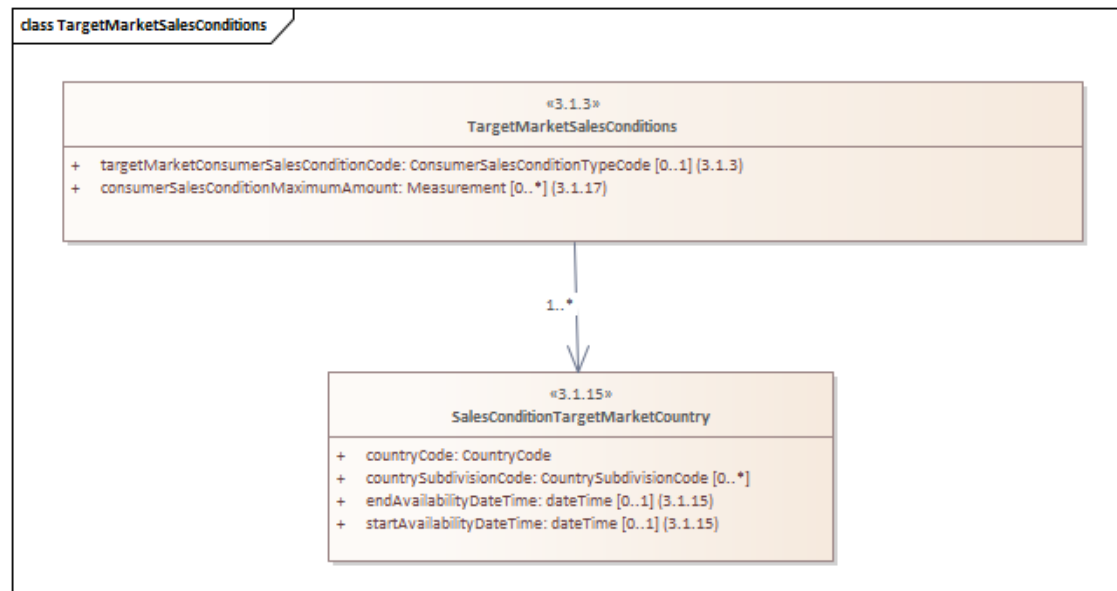 class TargetMarketSalesConditions
«3.1.3»
TargetMarketSalesConditions
+ targetMarketConsumerSalesConditionCode: ConsumerSalesConditionTypeCode [0..1] (3.1.3)
+ consumerSalesConditionMaximumAmount: Measurement [0..*] (3.1.17)
1..*
«3.1.15»
SalesConditionTargetMarketCountry
+ countryCode: CountryCode
+ countrySubdivisionCode: CountrySubdivisionCode [0..*]
+ endAvailabilityDateTime: dateTime [0..1] (3.1.15)
+ startAvailabilityDateTime: dateTime [0..1] (3.1.15)